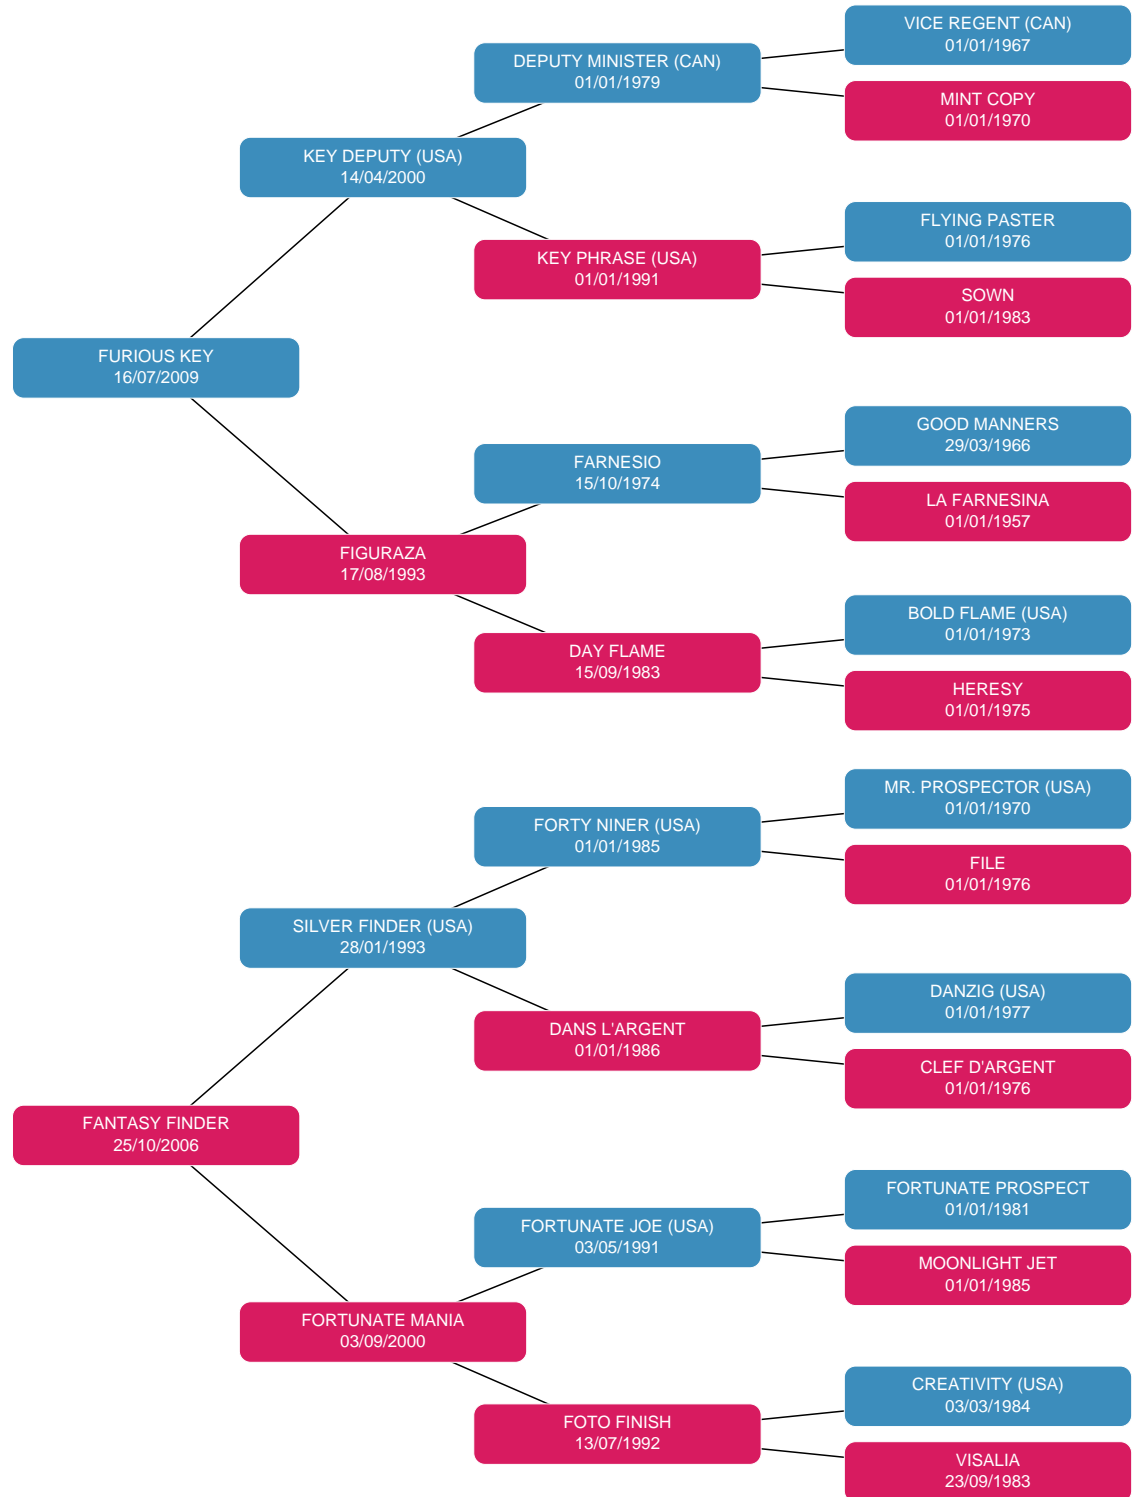 VICE REGENT (CAN)
01/01/1967
DEPUTY MINISTER (CAN)
01/01/1979
MINT COPY
01/01/1970
KEY DEPUTY (USA)
14/04/2000
FLYING PASTER
01/01/1976
KEY PHRASE (USA)
01/01/1991
SOWN
01/01/1983
FURIOUS KEY
16/07/2009
GOOD MANNERS
29/03/1966
FARNESIO
15/10/1974
LA FARNESINA
01/01/1957
FIGURAZA
17/08/1993
BOLD FLAME (USA)
01/01/1973
DAY FLAME
15/09/1983
HERESY
01/01/1975
MR. PROSPECTOR (USA)
01/01/1970
FORTY NINER (USA)
01/01/1985
FILE
01/01/1976
SILVER FINDER (USA)
28/01/1993
DANZIG (USA)
01/01/1977
DANS L'ARGENT
01/01/1986
CLEF D'ARGENT
01/01/1976
FANTASY FINDER
25/10/2006
FORTUNATE PROSPECT
01/01/1981
FORTUNATE JOE (USA)
03/05/1991
MOONLIGHT JET
01/01/1985
FORTUNATE MANIA
03/09/2000
CREATIVITY (USA)
03/03/1984
FOTO FINISH
13/07/1992
VISALIA
23/09/1983